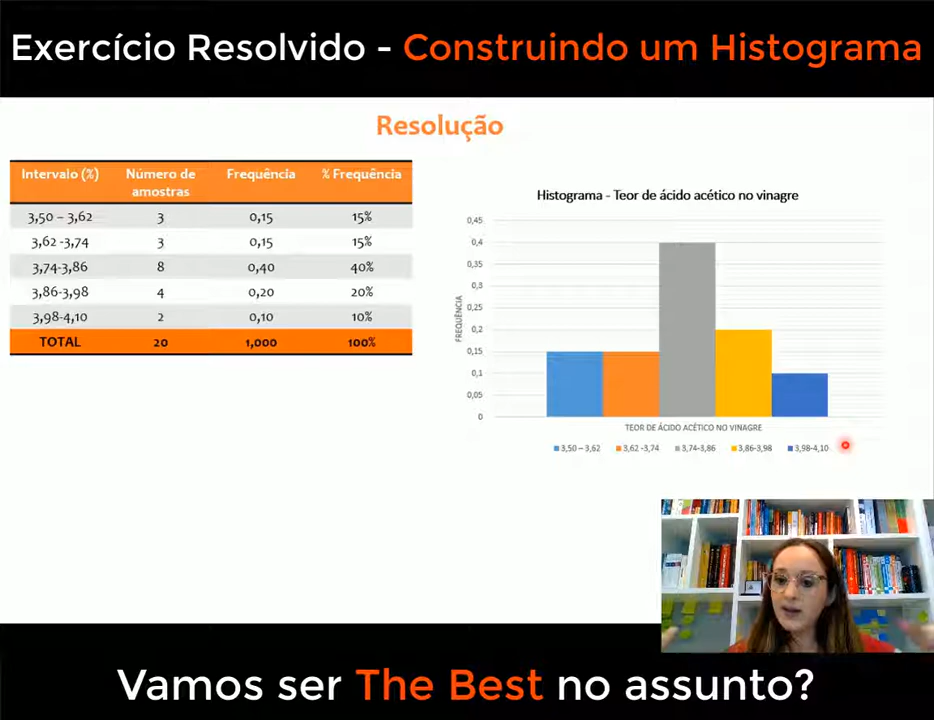 Exercício Resolvido - Construindo um Histograma
Resolução
Intervalo (%) Número de amostras Frequência % Frequência
3,50 – 3,62 3 0,15 15%
3,62 -3,74 3 0,15 15%
3,74-3,86 8 0,40 40%
3,86-3,98 4 0,20 20%
3,98-4,10 2 0,10 10%
TOTAL 20 1,000 100%
Histograma - Teor de ácido acético no vinagre
0,45
0,4
0,35
0,3
0,25
0,2
0,15
0,1
0,05
0
FREQUÊNCIA
TEOR DE ÁCIDO ACÉTICO NO VINAGRE
3,50 – 3,62 3,62 -3,74 3,74-3,86 3,86-3,98 3,98-4,10
Vamos ser The Best no assunto?